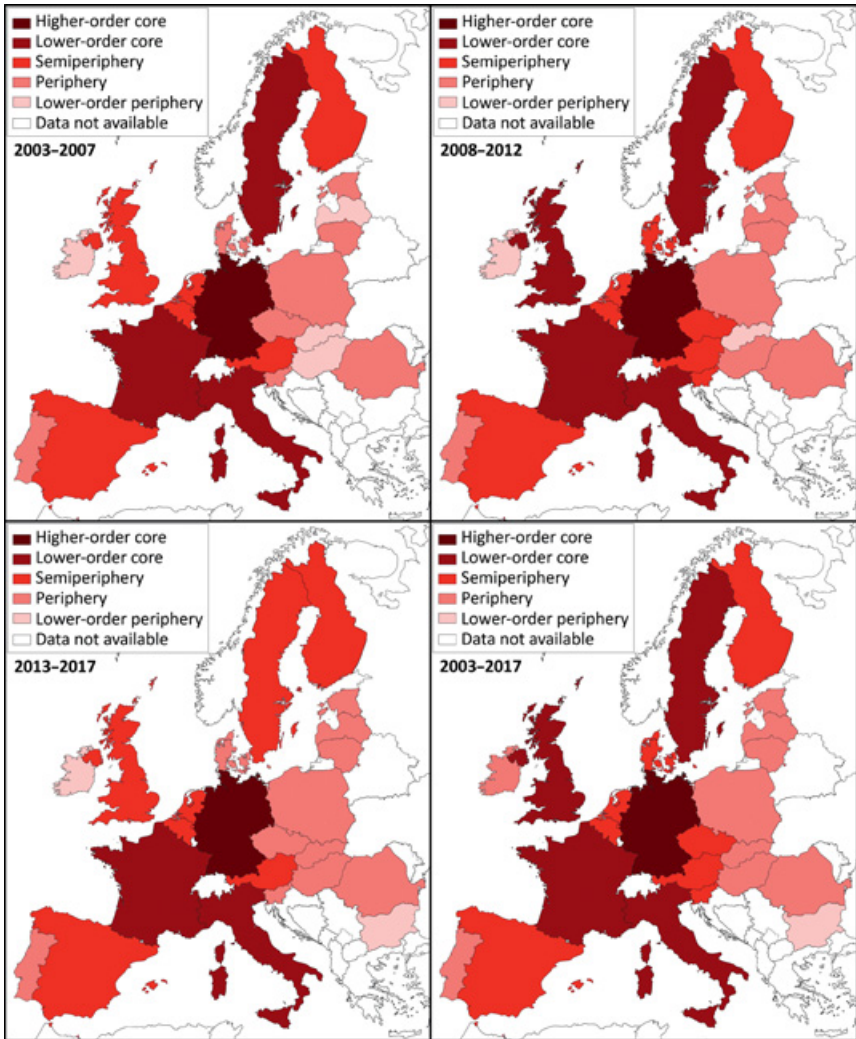 Higher-order core
Lower-order core
Semiperiphery
Periphery
Lower-order periphery
Data not available
2003–2007
Higher-order core
Lower-order core
Semiperiphery
Periphery
Lower-order periphery
Data not available
2008–2012
Higher-order core
Lower-order core
Semiperiphery
Periphery
Lower-order periphery
Data not available
2013–2017
Higher-order core
Lower-order core
Semiperiphery
Periphery
Lower-order periphery
Data not available
2003–2017